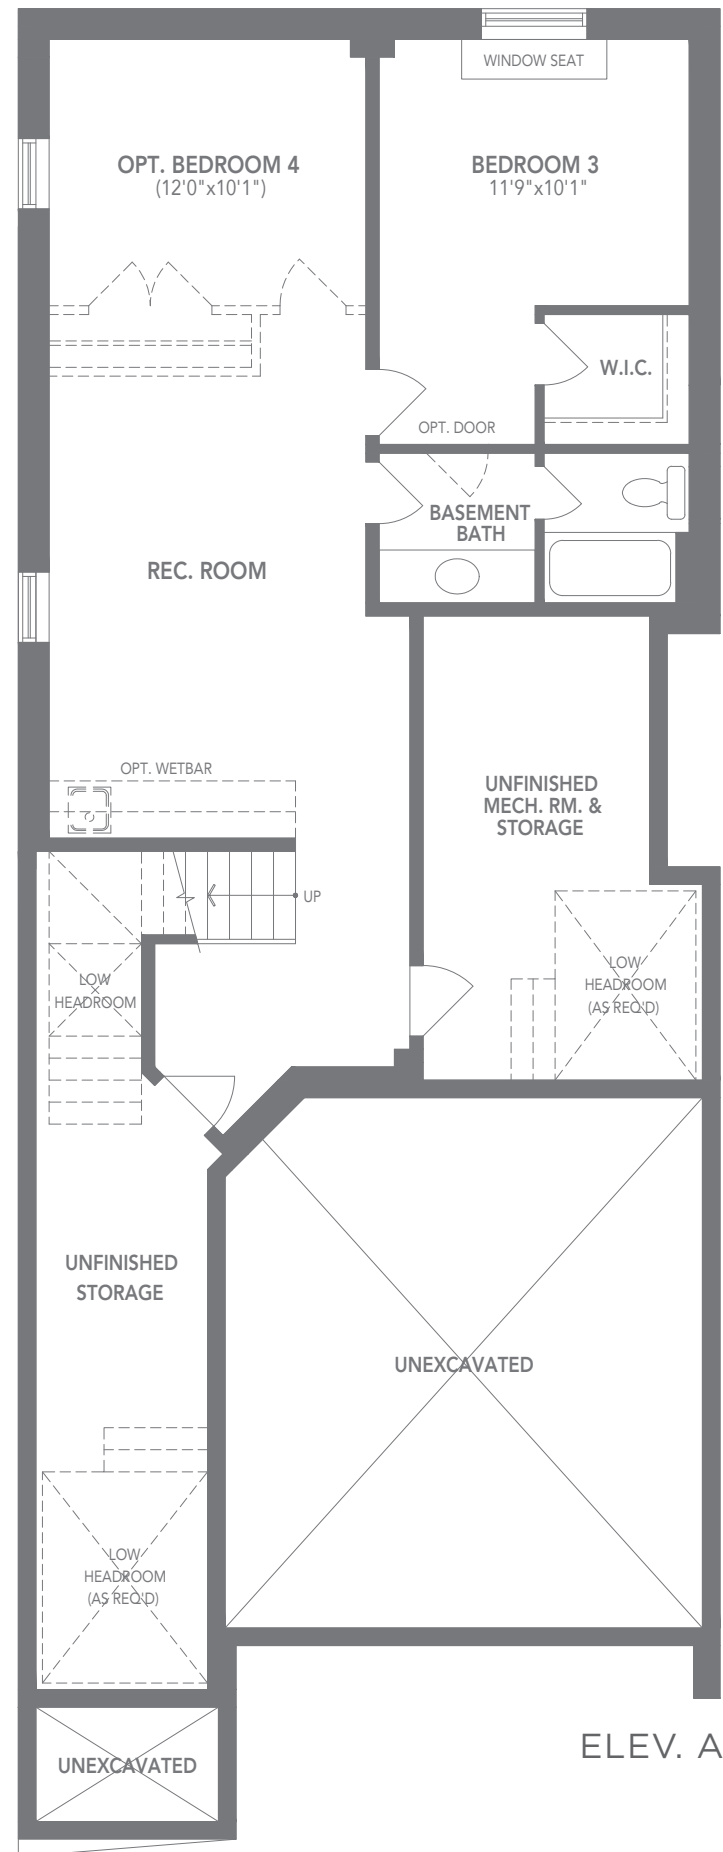 WINDOW SEAT
OPT. BEDROOM 4
(12'0"x10'1")
BEDROOM 3
11'9"x10'1"
W.I.C.
OPT. DOOR
BASEMENT
BATH
REC. ROOM
OPT. WETBAR
UNFINISHED
MECH. RM. &
STORAGE
UP
LOW
HEADROOM
LOW
HEADROOM
(AS REQ'D)
UNFINISHED
STORAGE
UNEXCAVATED
LOW
HEADROOM
(AS REQ'D)
ELEV. A
UNEXCAVATED